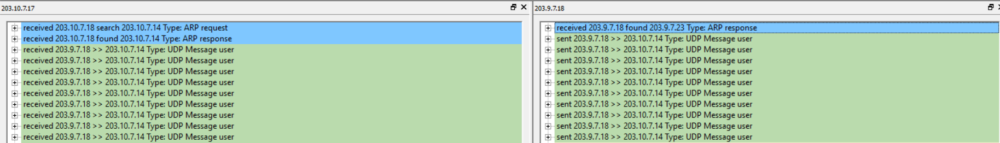 203.10.7.17
received 203.10.7.18 search 203.10.7.14 Type: ARP request
received 203.10.7.18 found 203.10.7.14 Type: ARP response
received 203.9.7.18 >> 203.10.7.14 Type: UDP Message user
received 203.9.7.18 >> 203.10.7.14 Type: UDP Message user
received 203.9.7.18 >> 203.10.7.14 Type: UDP Message user
received 203.9.7.18 >> 203.10.7.14 Type: UDP Message user
received 203.9.7.18 >> 203.10.7.14 Type: UDP Message user
received 203.9.7.18 >> 203.10.7.14 Type: UDP Message user
received 203.9.7.18 >> 203.10.7.14 Type: UDP Message user
received 203.9.7.18 >> 203.10.7.14 Type: UDP Message user
received 203.9.7.18 >> 203.10.7.14 Type: UDP Message user
203.9.7.18
received 203.9.7.18 found 203.9.7.23 Type: ARP response
sent 203.9.7.18 >> 203.10.7.14 Type: UDP Message user
sent 203.9.7.18 >> 203.10.7.14 Type: UDP Message user
sent 203.9.7.18 >> 203.10.7.14 Type: UDP Message user
sent 203.9.7.18 >> 203.10.7.14 Type: UDP Message user
sent 203.9.7.18 >> 203.10.7.14 Type: UDP Message user
sent 203.9.7.18 >> 203.10.7.14 Type: UDP Message user
sent 203.9.7.18 >> 203.10.7.14 Type: UDP Message user
sent 203.9.7.18 >> 203.10.7.14 Type: UDP Message user
sent 203.9.7.18 >> 203.10.7.14 Type: UDP Message user
sent 203.9.7.18 >> 203.10.7.14 Type: UDP Message user